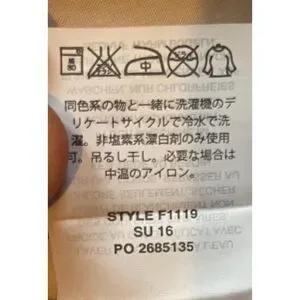 中
同色系の物と一緒に洗濯機のデ
リケートサイクルで冷水で洗
濯。非塩素系漂白剤のみ使用
可。吊るし干し。必要な場合は
中温のアイロン。
STYLE F1119
SU 16
PO 2685135